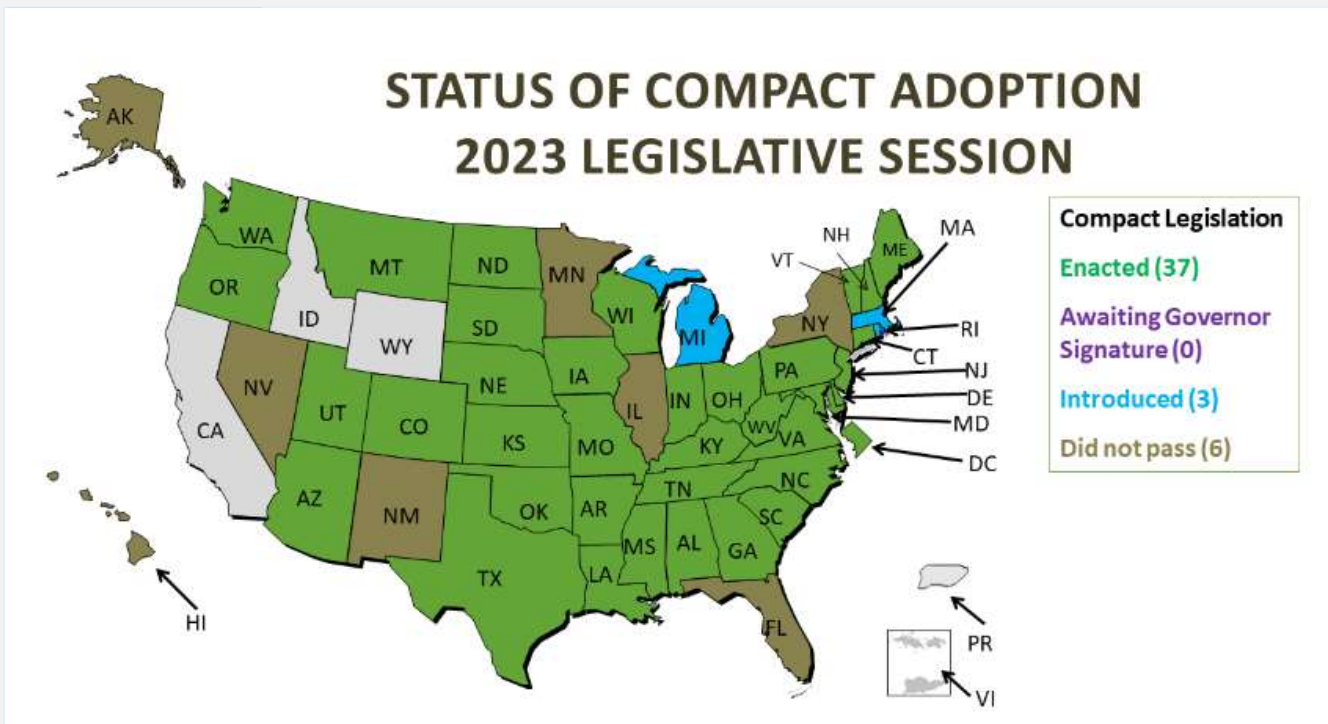 STATUS OF COMPACT ADOPTION
2023 LEGISLATIVE SESSION
AK
WA
OR
CA
ID
NV
MT
WY
UT
AZ
CO
NM
ND
SD
NE
KS
OK
TX
MN
IA
MO
AR
LA
WI
IL
MI
IN
OH
KY
TN
MS
AL
GA
FL
SC
NC
VA
WV
PA
NY
VT
NH
ME
MA
RI
CT
NJ
DE
MD
DC
HI
PR
VI
Compact Legislation
Enacted (37)
Awaiting Governor
Signature (0)
Introduced (3)
Did not pass (6)